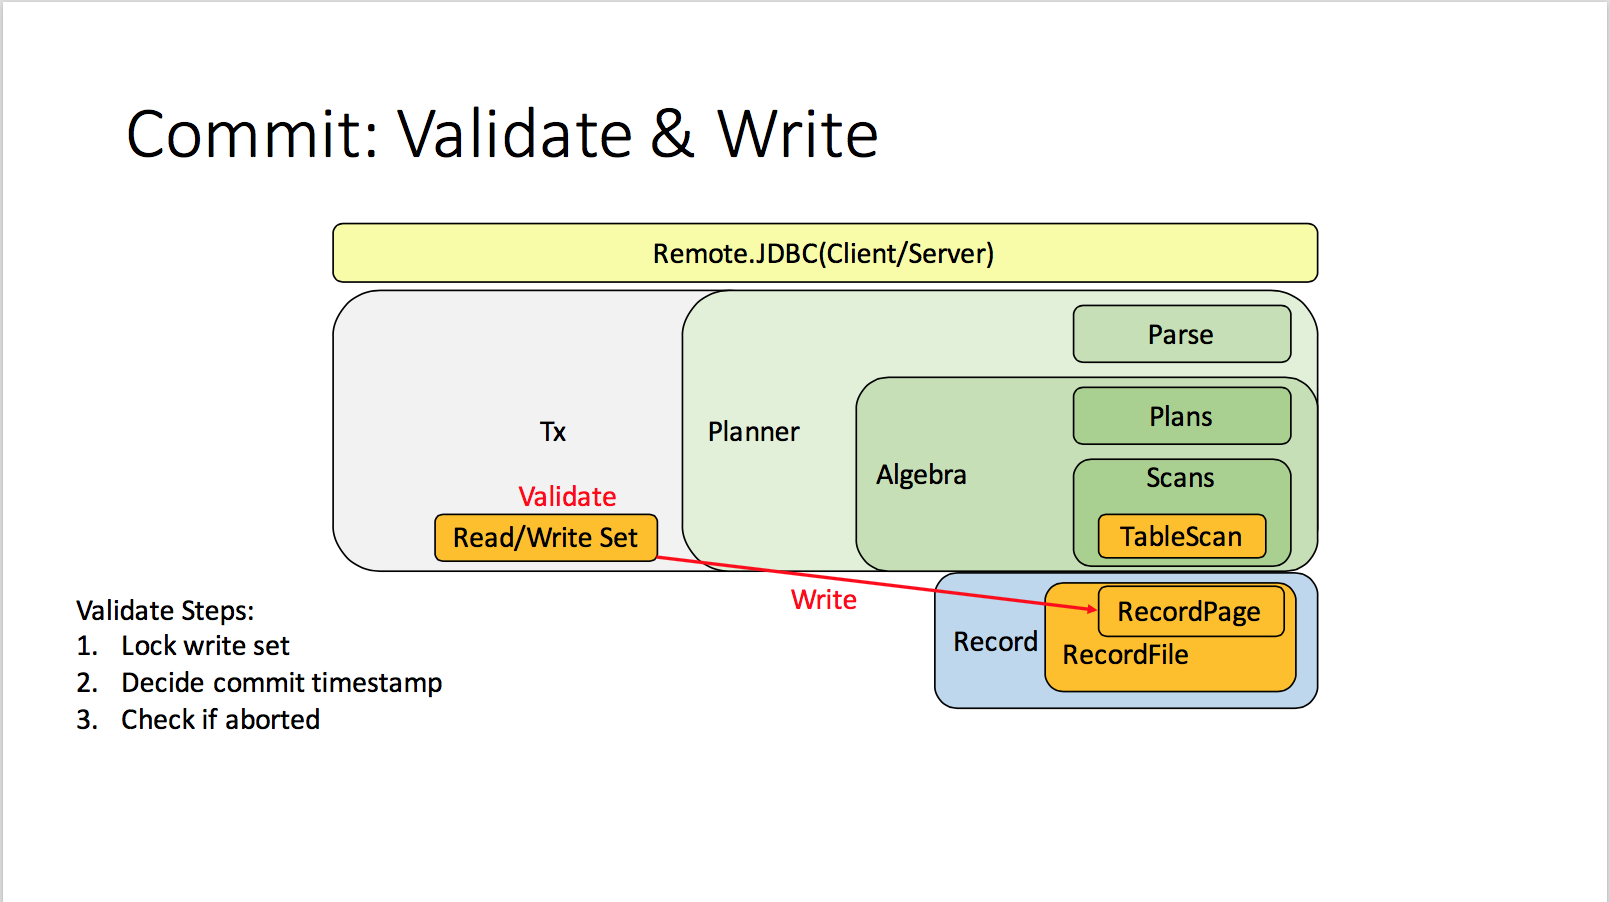 Commit: Validate & Write
Remote.JDBC(Client/Server)
Parse
Plans
Tx
Planner
Algebra
Scans
Validate
Read/Write Set
TableScan
Write
RecordPage
Record
RecordFile
Validate Steps:
1. Lock write set
2. Decide commit timestamp
3. Check if aborted